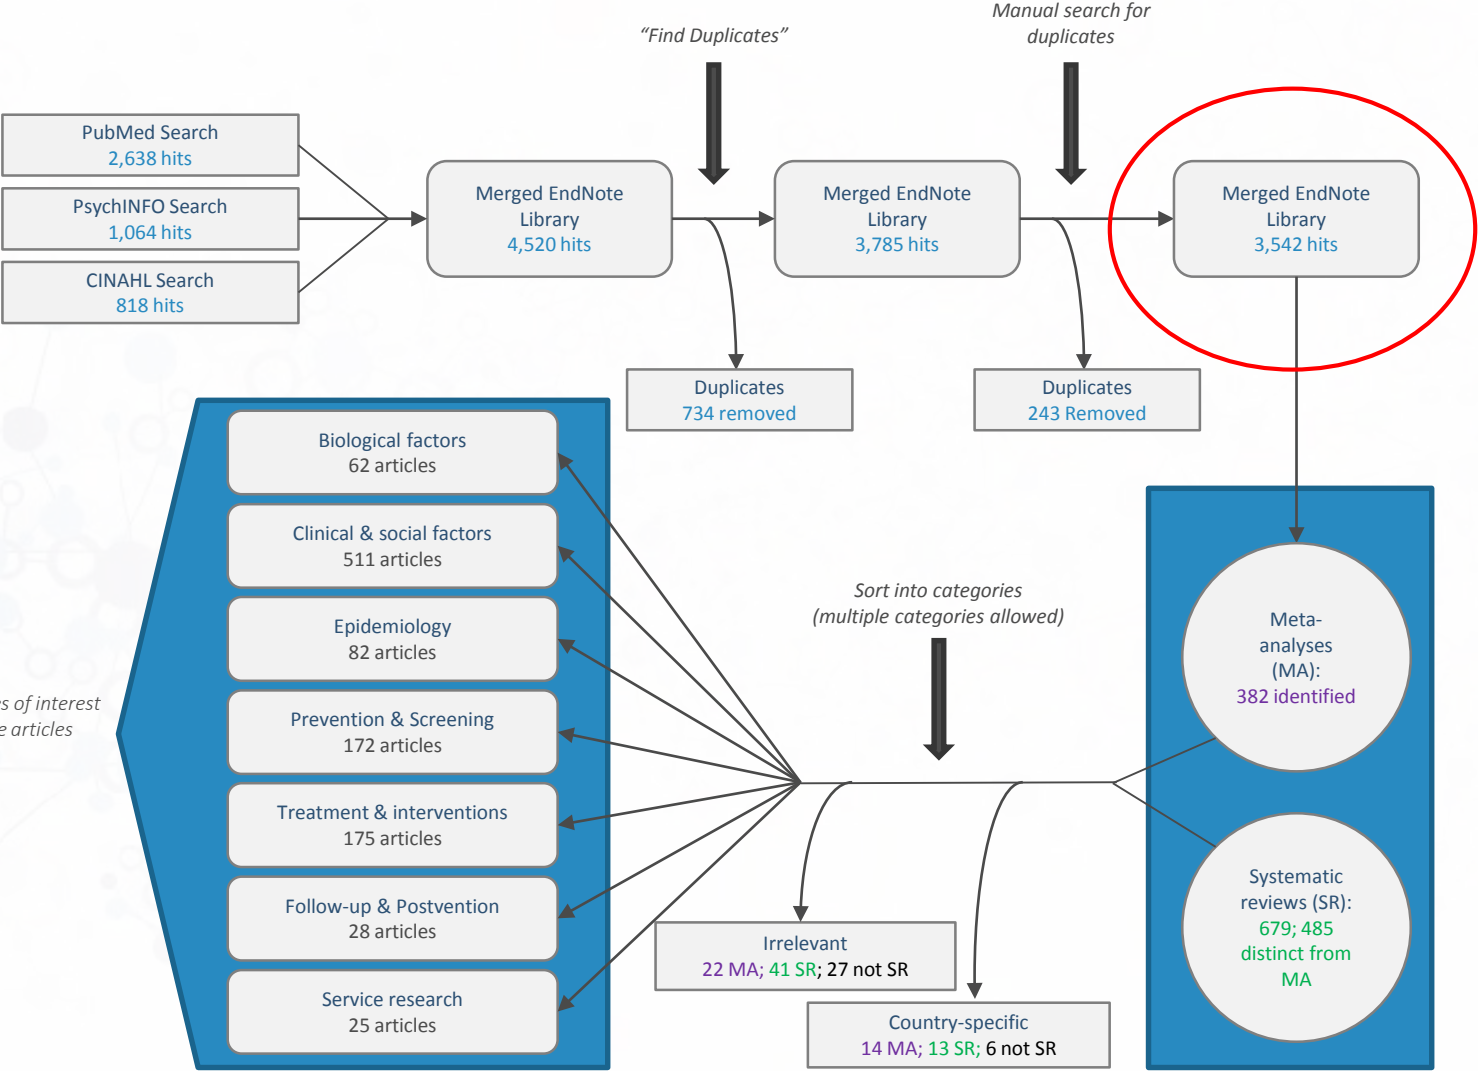 Manual search for
duplicates
“Find Duplicates”
PubMed Search
2,638 hits
PsychINFO Search
1,064 hits
CINAHL Search
818 hits
Merged EndNote
Library
4,520 hits
Merged EndNote
Library
3,785 hits
Merged EndNote
Library
3,542 hits
Duplicates
734 removed
Duplicates
243 Removed
Biological factors
62 articles
Clinical & social factors
511 articles
Epidemiology
82 articles
Prevention & Screening
172 articles
Treatment & interventions
175 articles
Follow-up & Postvention
28 articles
Service research
25 articles
of interest
articles
Sort into categories
(multiple categories allowed)
Meta-
analyses
(MA):
382 identified
Systematic
reviews (SR):
679; 485
distinct from
MA
Irrelevant
22 MA; 41 SR; 27 not SR
Country-specific
14 MA; 13 SR; 6 not SR